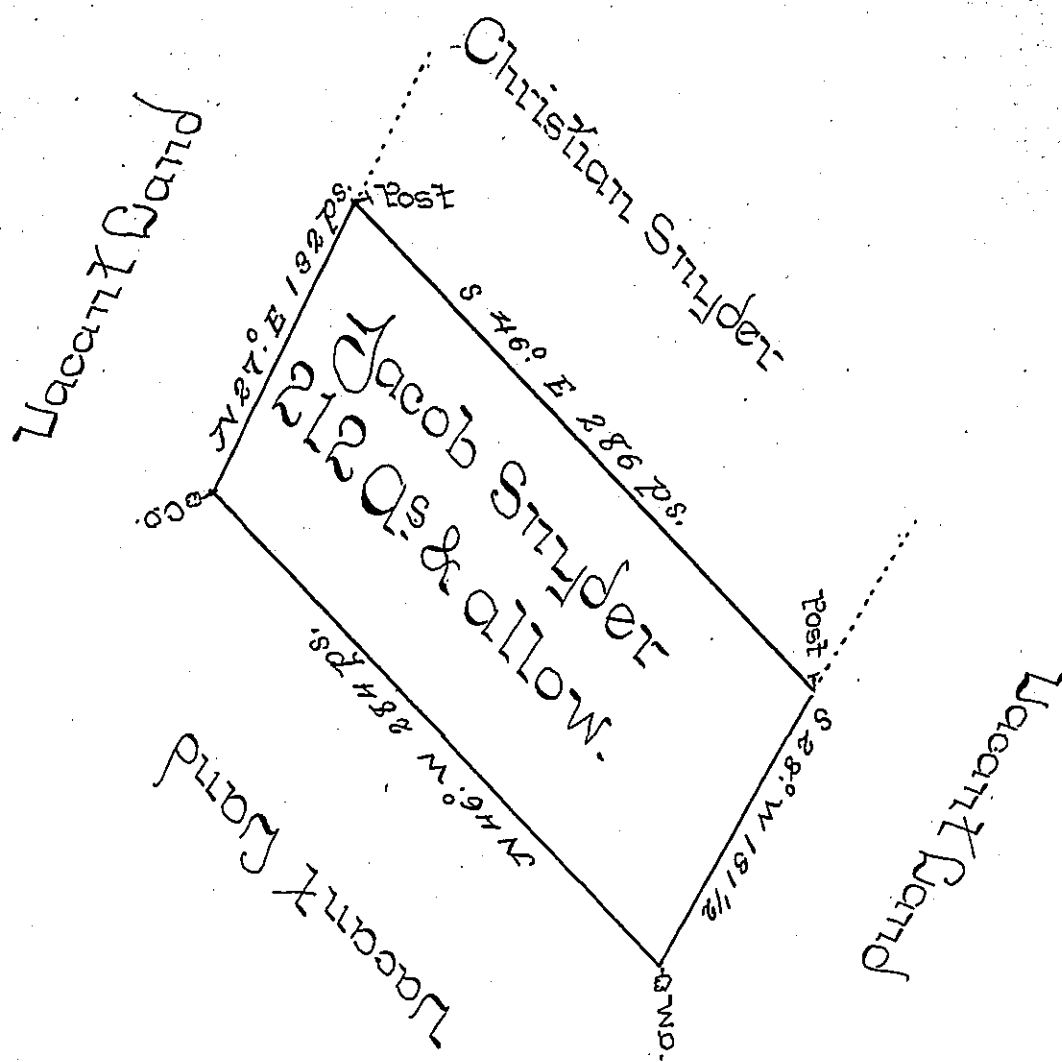 Christian Snyder
Vacant Land
Post
N 27.° E 132 ps.
S 46.° E 286 ps.
Jacob Snyder
212 As. & allow.
C.O.
Post
S 28.° W 131 1/2
N 46.° W 284 ps.
Vacant Land
Vacant Land
W.O.